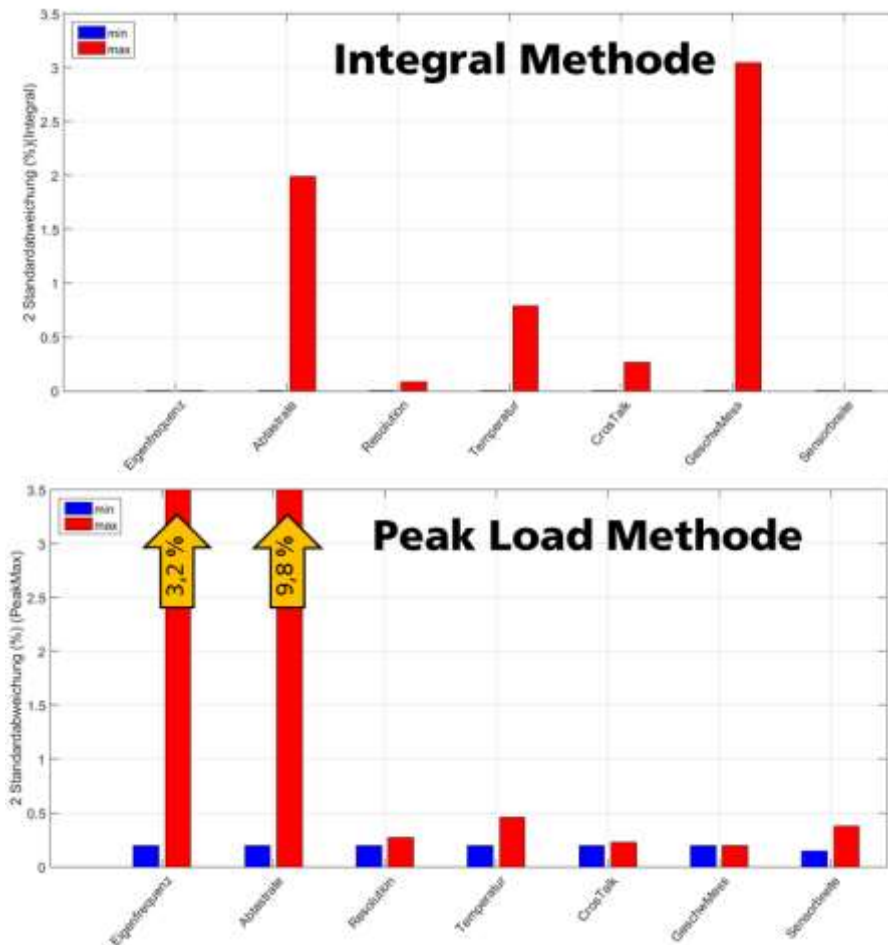 3.5
3
2.5
2
1.5
1
0.5
0
2 Standardabweichung (%)(Integral)
min
max
Integral Methode
Eigenfrequenz
Abtastrate
Resolution
Temperatur
CrosTalk
GeschwMess
Sensorbreite
3.5
3
2.5
2
1.5
1
0.5
0
2 Standardabweichung (%) (PeakMax)
min
max
Peak Load Methode
3,2 %
9,8 %
Eigenfrequenz
Abtastrate
Resolution
Temperatur
CrosTalk
GeschwMess
Sensorbreite